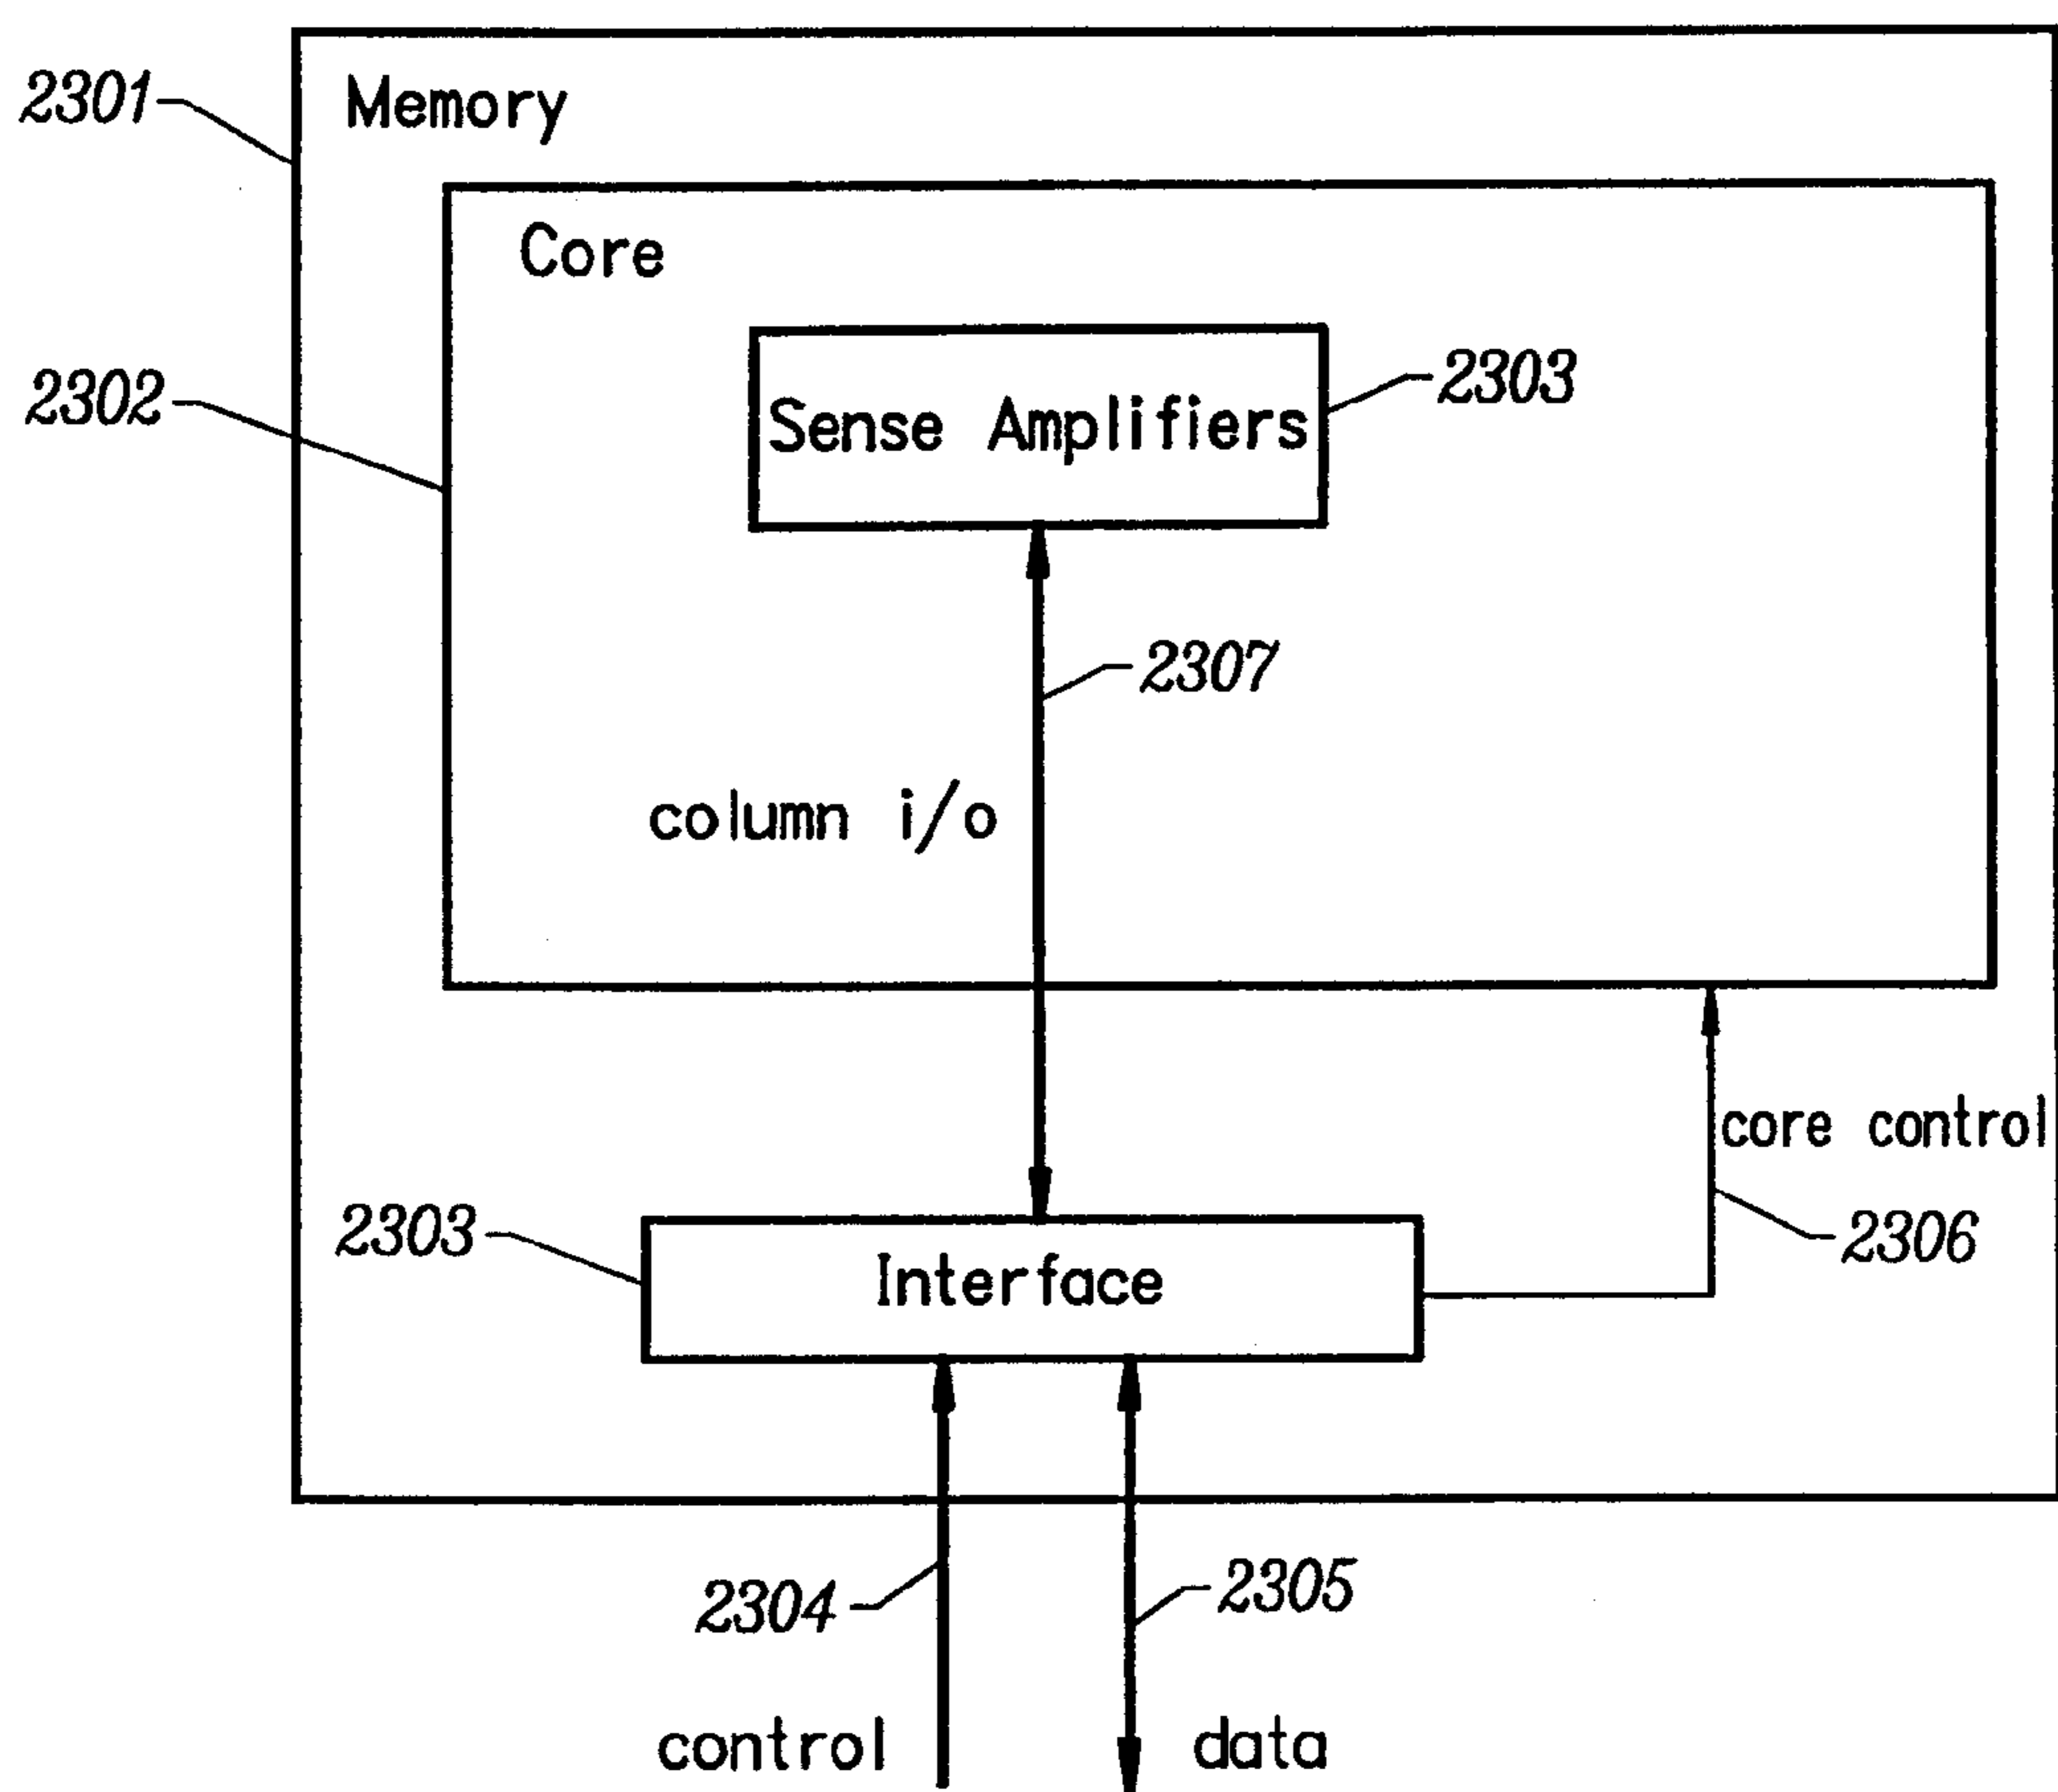 2301
Memory
Core
2302
2303
Sense Amplifiers
2307
column i/o
core control
2303
Interface
2306
2304
2305
control
data